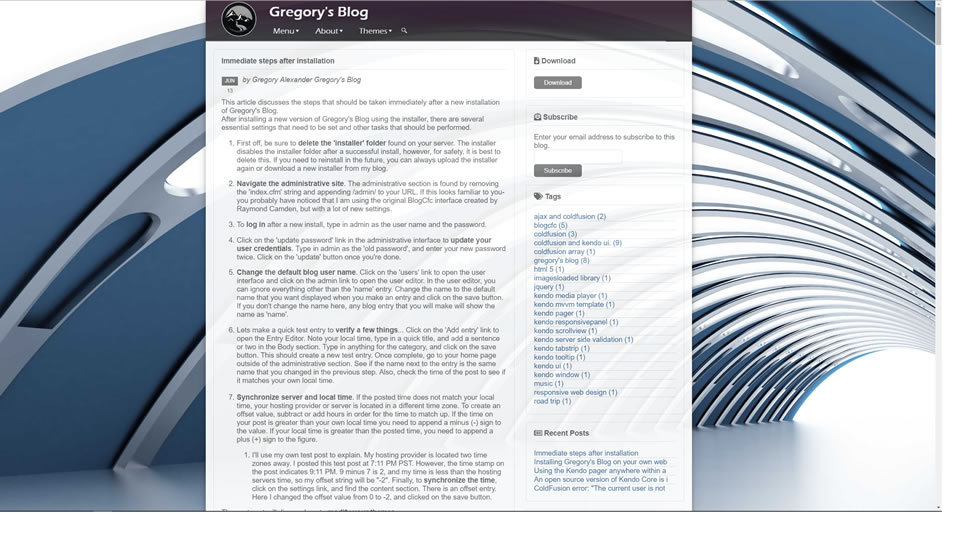 Gregory's Blog
Menu About Themes
Immediate steps after installation
JUN
13
by Gregory Alexander Gregory's Blog
This article discusses the steps that should be taken immediately after a new installation
of Gregory's Blog.
After installing a new version of Gregory's Blog using the installer, there are several
essential settings that need to be set and other tasks that should be performed.
1. First off, be sure to delete the 'installer' folder found on your server. The installer
disables the installer folder after a successful install, however, for safety, it is best to
delete this. If you need to reinstall in the future, you can always upload the installer
again or download a new installer from my blog.
2. Navigate the administrative site. The administrative section is found by removing
the 'index.cfm' string and appending /admin/ to your URL. If this looks familiar to you-
you probably have noticed that I am using the original BlogCfc interface created by
Raymond Camden, but with a lot of new settings.
3. To log in after a new install, type in admin as the user name and the password.
4. Click on the 'update password' link in the administrative interface to update your
user credentials. Type in admin as the 'old password', and enter your new password
twice. Click on the 'update' button once you're done.
5. Change the default blog user name. Click on the 'users' link to open the user
interface and click on the admin link to open the user editor. In the user editor, you
can ignore everything other than the 'name' entry. Change the name to the default
name that you want displayed when you make an entry and click on the save button.
If you don't change the name here, any blog entry that you will make will show the
name as 'name'.
6. Lets make a quick test entry to verify a few things... Click on the 'Add entry' link to
open the Entry Editor. Note your local time, type in a quick title, and add a sentence
or two in the Body section. Type in anything for the category, and click on the save
button. This should create a new test entry. Once complete, go to your home page
outside of the administrative section. See if the name next to the entry is the same
name that you changed in the previous step. Also, check the time of the post to see if
it matches your own local time.
7. Synchronize server and local time. If the posted time does not match your local
time, your hosting provider or server is located in a different time zone. To create an
offset value, subtract or add hours in order for the time to match up. If the time on
your post is greater than your own local time you need to append a minus (-) sign to
the value. If your local time is greater than the posted time, you need to append a
plus (+) sign to the figure.
1. I'll use my own test post to explain. My hosting provider is located two time
zones away. I posted this test post at 7:11 PM PST. However, the time stamp on
the post indicates 9:11 PM. 9 minus 7 is 2, and my time is less than the hosting
servers time, so my offset string will be "-2". Finally, to synchronize the time,
click on the settings link, and find the content section. There is an offset entry.
Here I changed the offset value from 0 to -2, and clicked on the save button.
Download
Download
Subscribe
Enter your email address to subscribe to this
blog.
Subscribe
Tags
ajax and coldfusion (2)
blogcfc (5)
coldfusion (3)
coldfusion and kendo ui. (9)
coldfusion array (1)
gregory's blog (8)
html 5 (1)
imagesloaded library (1)
jquery (1)
kendo media player (1)
kendo mvvm template (1)
kendo pager (1)
kendo responsivepanel (1)
kendo scrollview (1)
kendo server side validation (1)
kendo tabstrip (1)
kendo tooltip (1)
kendo ui (1)
kendo window (1)
music (1)
responsive web design (1)
road trip (1)
Recent Posts
Immediate steps after installation
Installing Gregory's Blog on your own web
Using the Kendo pager anywhere within a
An open source version of Kendo Core is i
ColdFusion error: "The current user is not